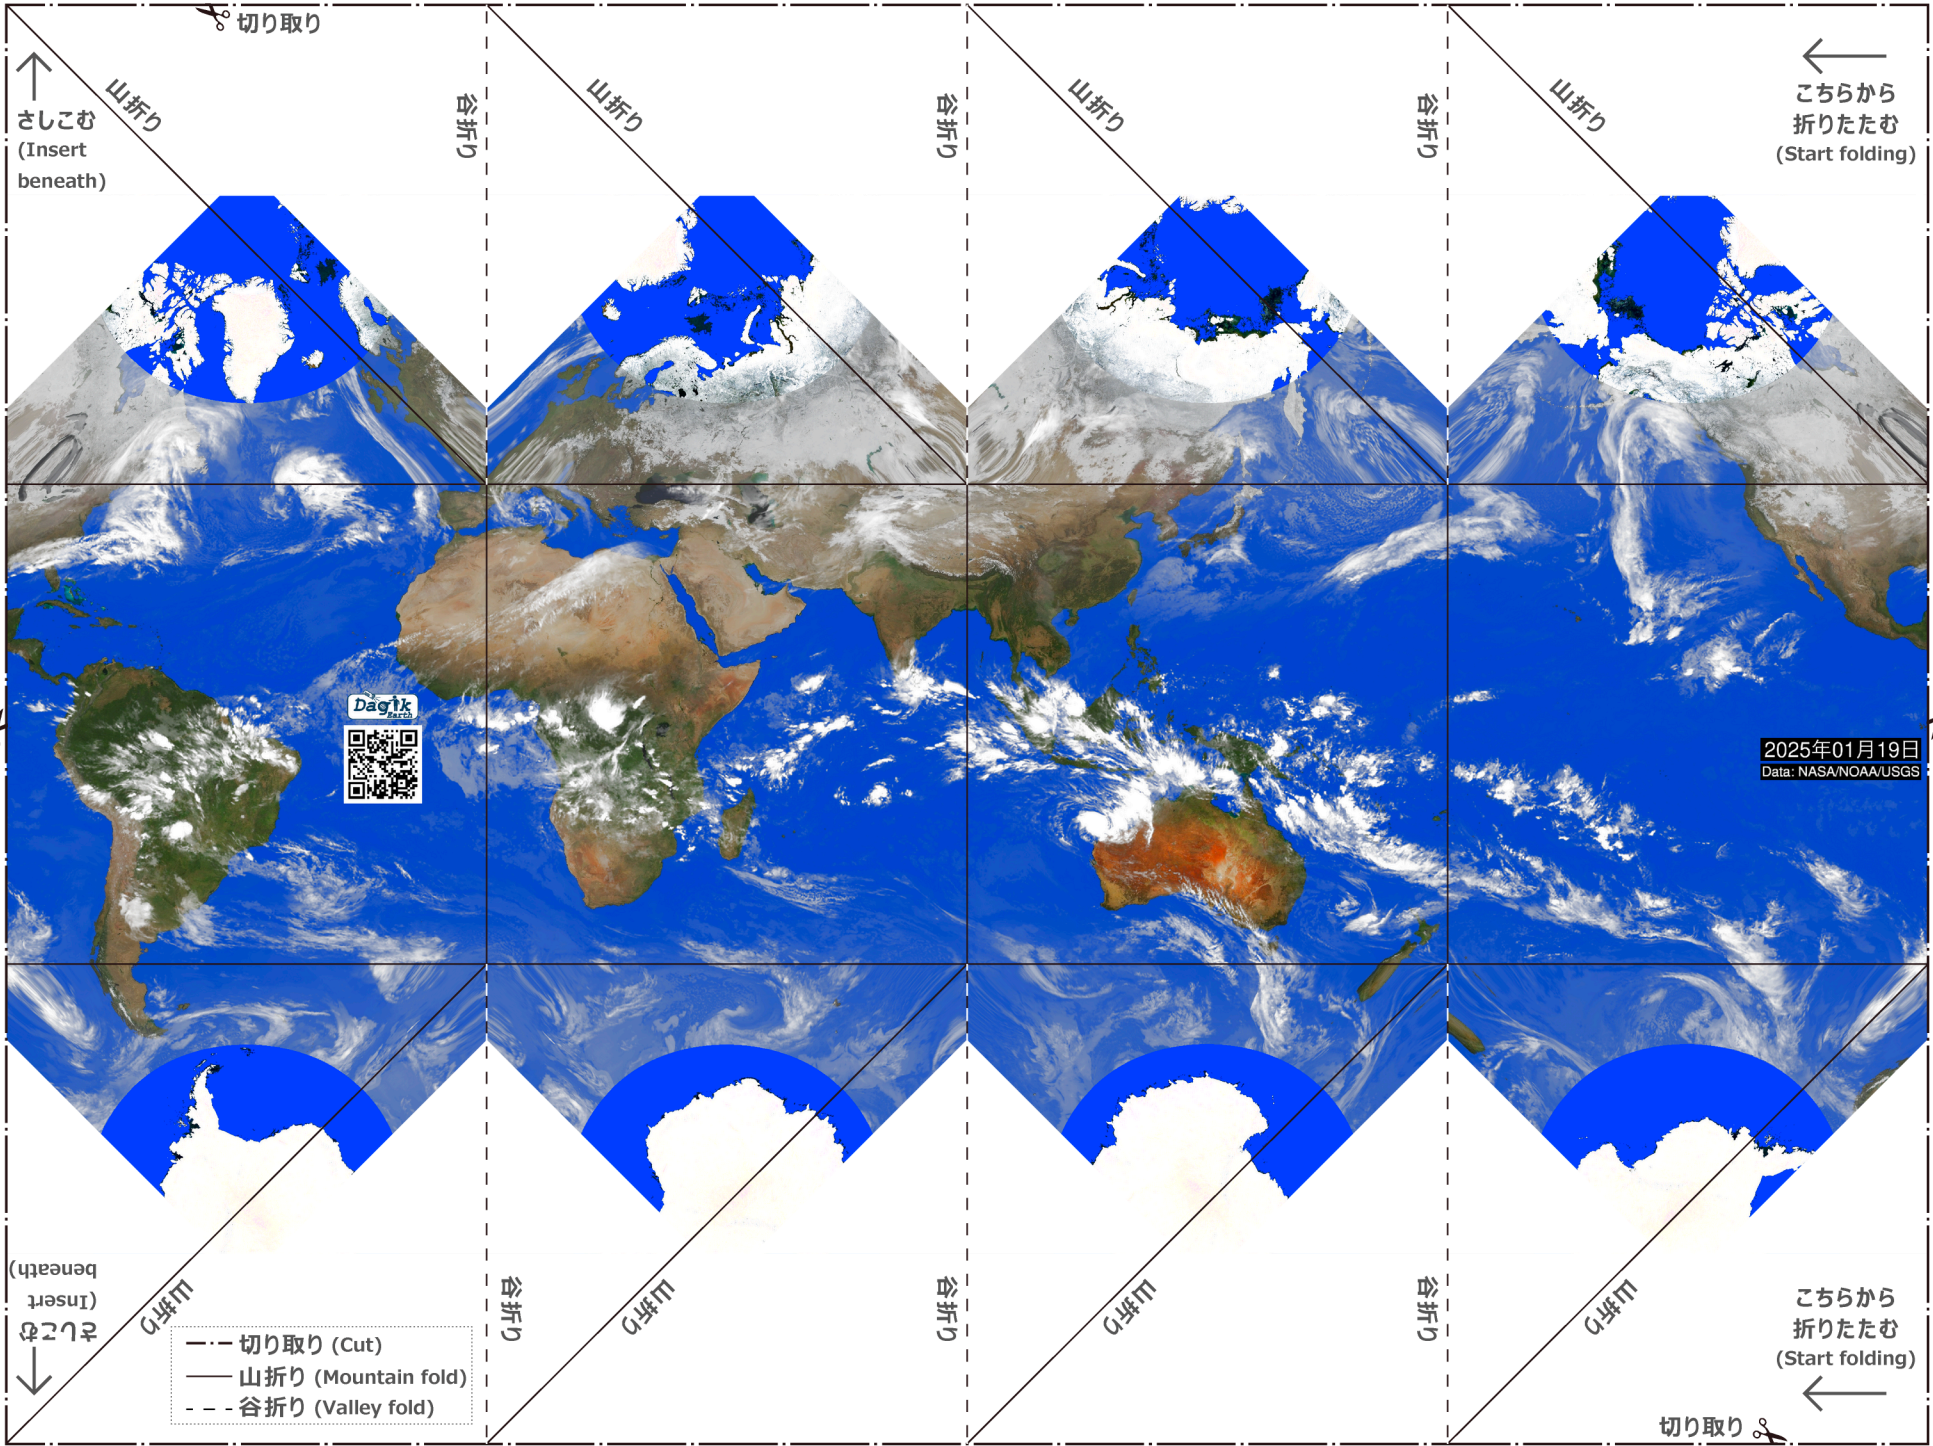 切り取り
山折り
谷折り
山折り
谷折り
山折り
谷折り
山折り
さしこむ
(Insert
beneath)
こちらから
折りたたむ
(Start folding)
Dagik
Earth
2025年01月19日
Data: NASA/NOAA/USGS
さしこむ
(Insert
beneath)
山折り
谷折り
山折り
谷折り
山折り
谷折り
山折り
こちらから
折りたたむ
(Start folding)
切り取り (Cut)
山折り (Mountain fold)
谷折り (Valley fold)
切り取り